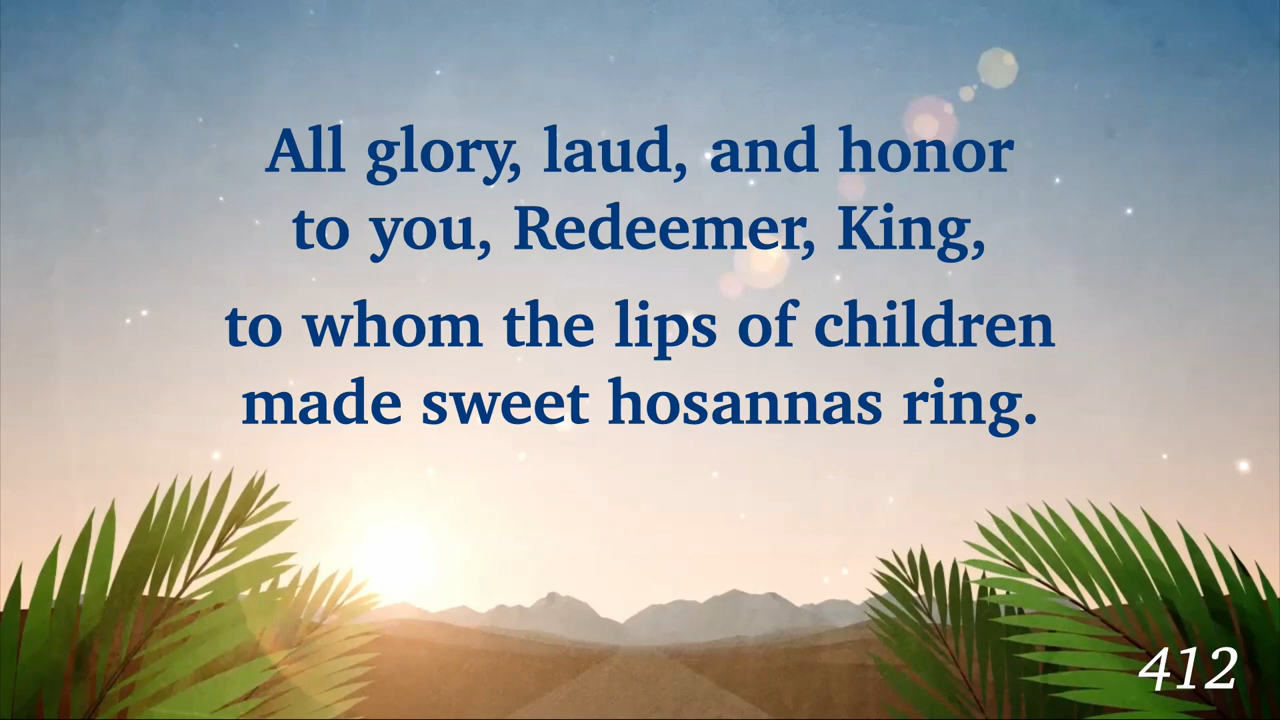 All glory, laud, and honor
to you, Redeemer, King,
to whom the lips of children
made sweet hosannas ring.
412